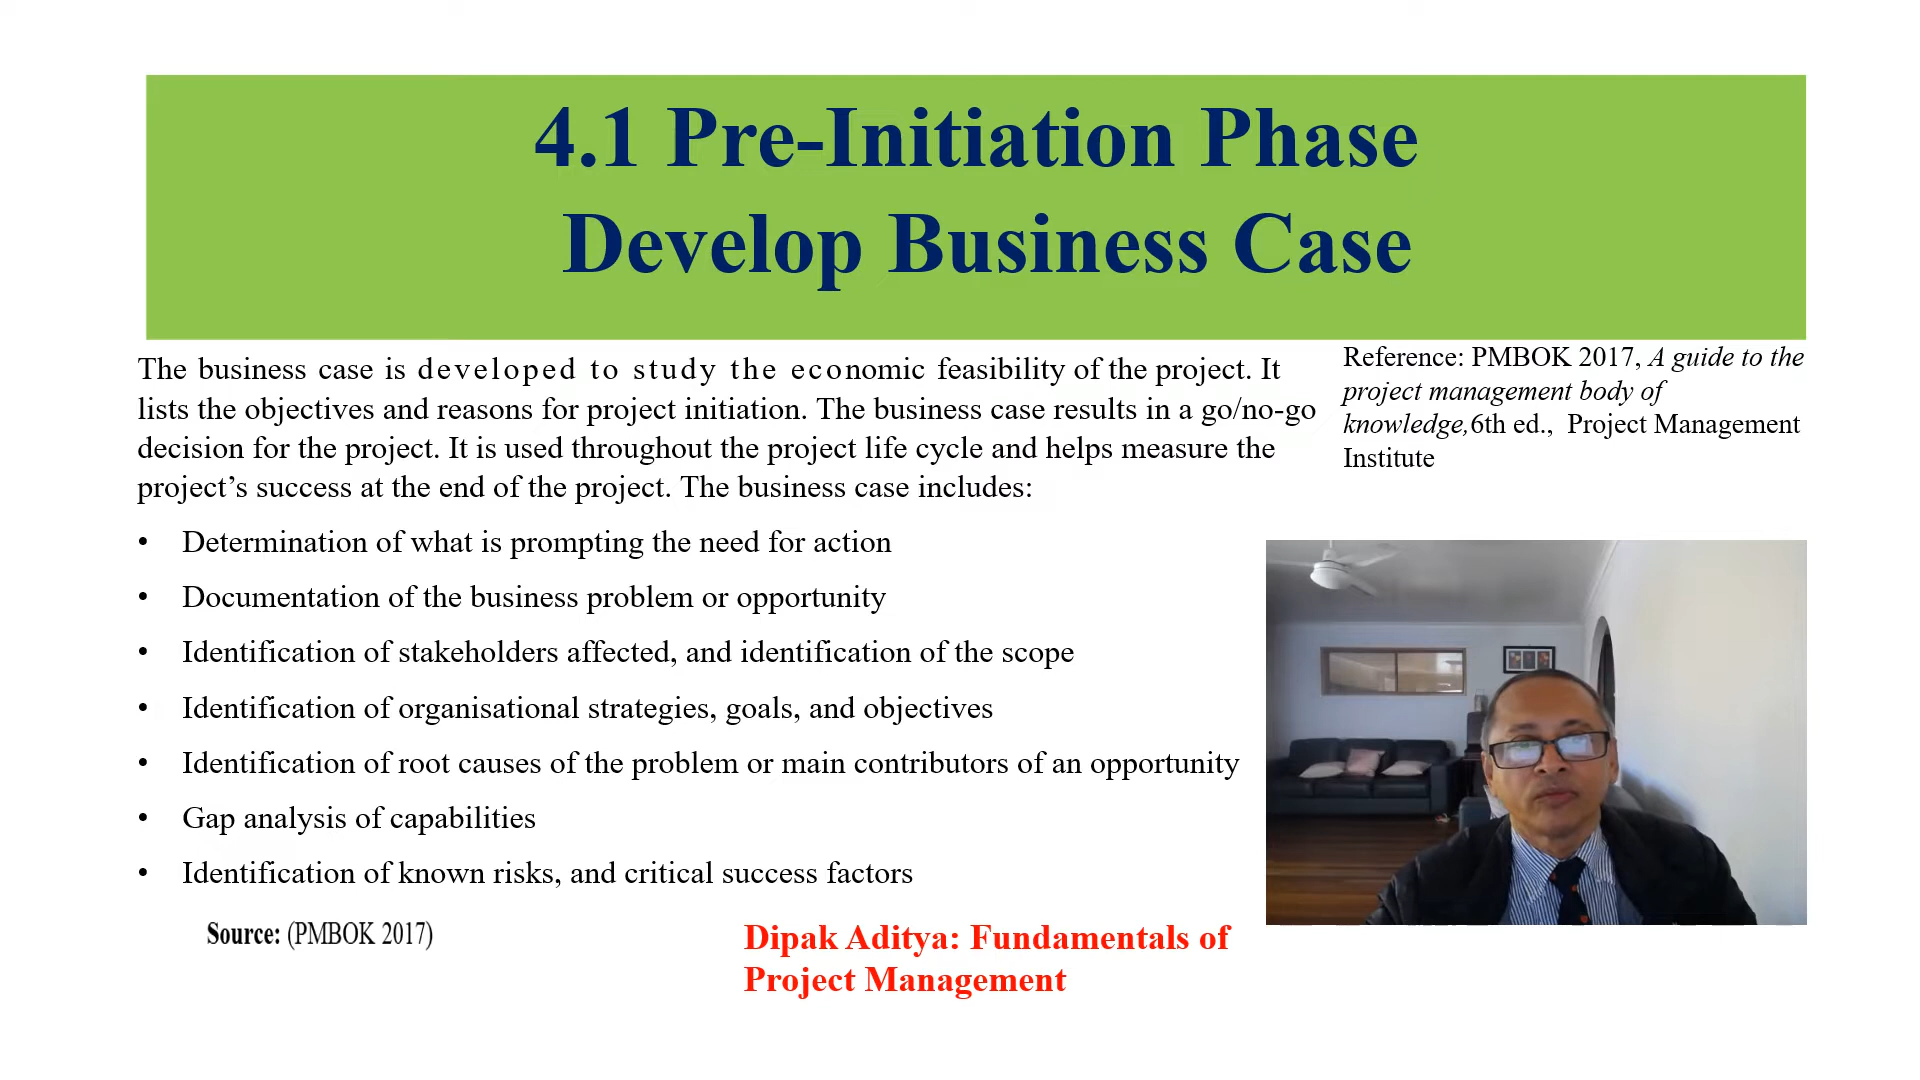 4.1 Pre-Initiation Phase
Develop Business Case
The business case is developed to study the economic feasibility of the project. It
lists the objectives and reasons for project initiation. The business case results in a go/no-go
decision for the project. It is used throughout the project life cycle and helps measure the
project’s success at the end of the project. The business case includes:
• Determination of what is prompting the need for action
• Documentation of the business problem or opportunity
• Identification of stakeholders affected, and identification of the scope
• Identification of organisational strategies, goals, and objectives
• Identification of root causes of the problem or main contributors of an opportunity
• Gap analysis of capabilities
• Identification of known risks, and critical success factors
Source: (PMBOK 2017)
Reference: PMBOK 2017, A guide to the
project management body of
knowledge,6th ed., Project Management
Institute
Dipak Aditya: Fundamentals of
Project Management